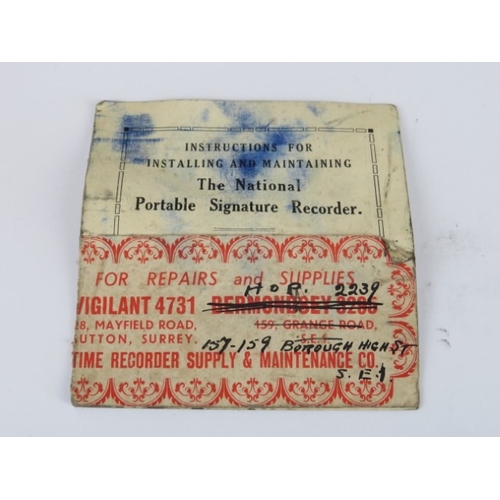 INSTRUCTIONS FOR
INSTALLING AND MAINTAINING
The National
Portable Signature Recorder.
FOR REPAIRS and SUPPLIES
HOR. 2239
VIGILANT 4731 BERMONDSEY
28, MAYFIELD ROAD, 159, GRANGE ROAD,
SUTTON, SURREY. S.E.1
157-159 BOROUGH HIGH ST
TIME RECORDER SUPPLY & MAINTENANCE CO.
S.E.1